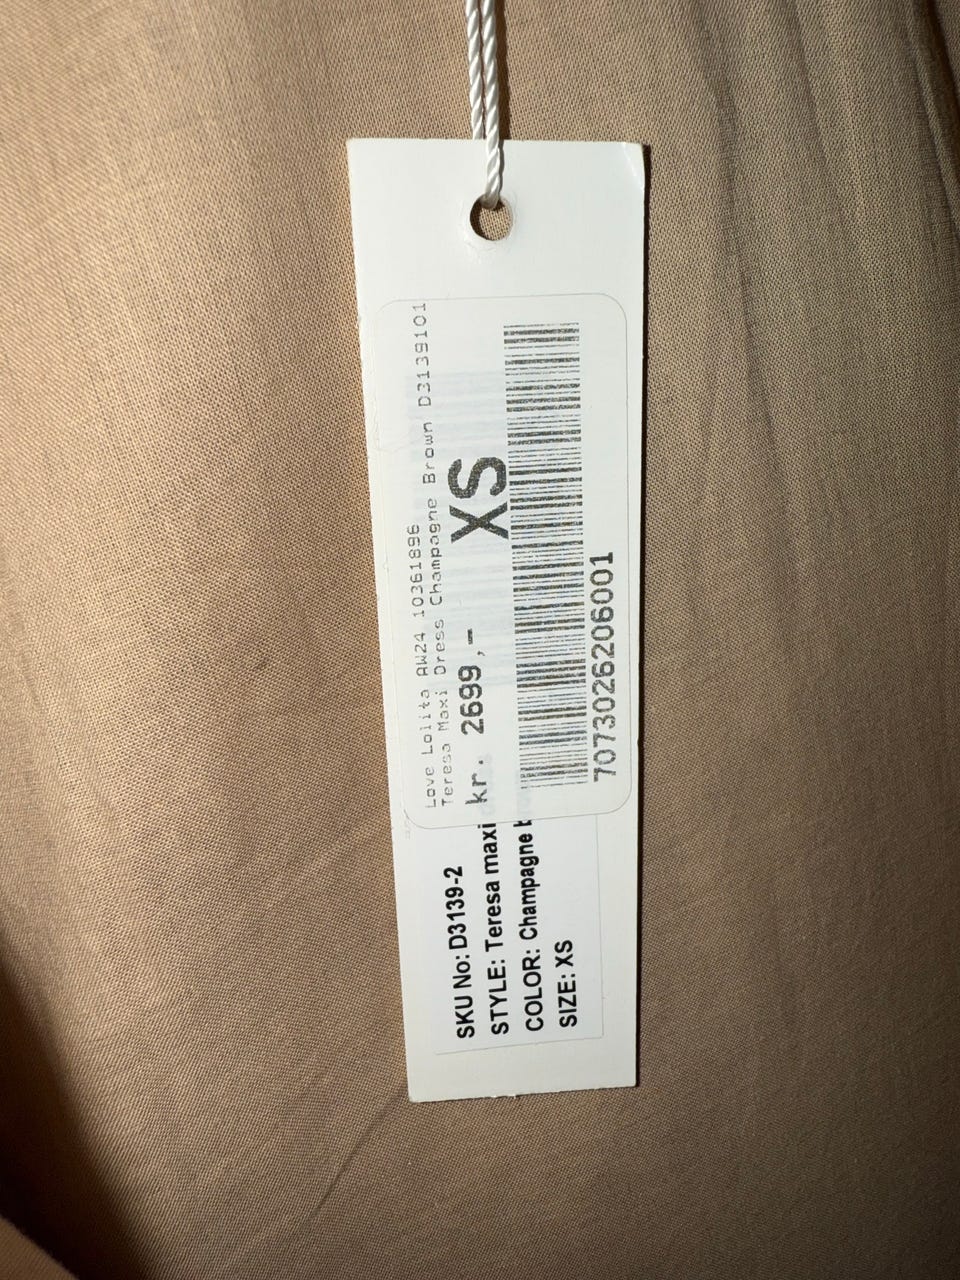 Love Lolita AW24 10361896
Teresa Maxi Dress Champagne Brown D3139101
kr. 2699,- XS
7073026206001
SKU No: D3139-2
STYLE: Teresa maxi
COLOR: Champagne
SIZE: XS